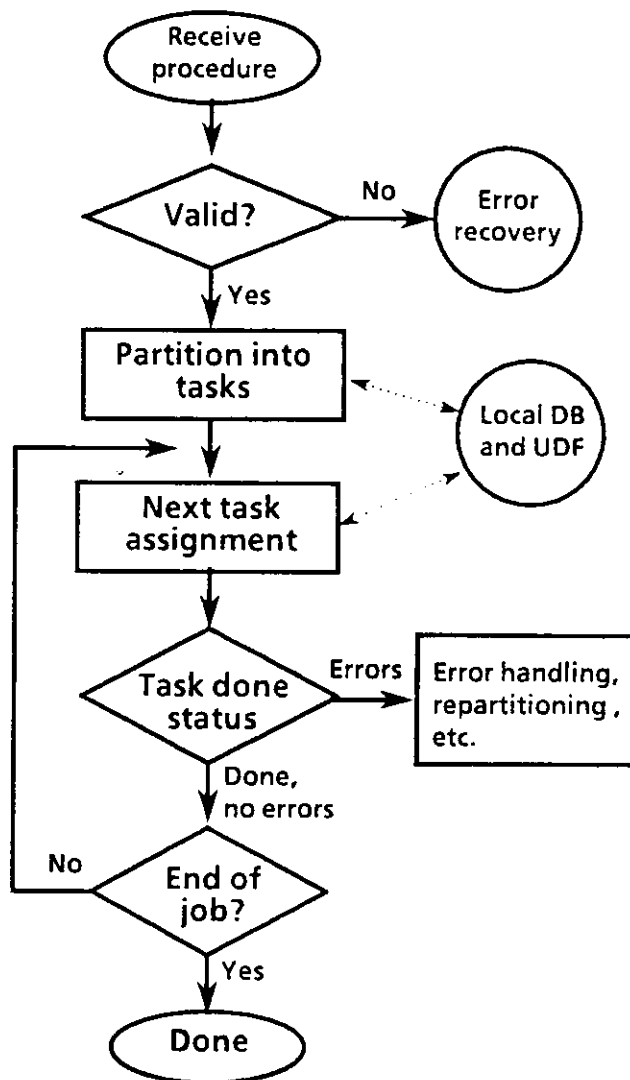 Receive
procedure
Valid?
No
Error
recovery
Yes
Partition into
tasks
Local DB
and UDF
Next task
assignment
Task done
status
Errors
Error handling,
repartitioning ,
etc.
Done,
no errors
No
End of
job?
Yes
Done